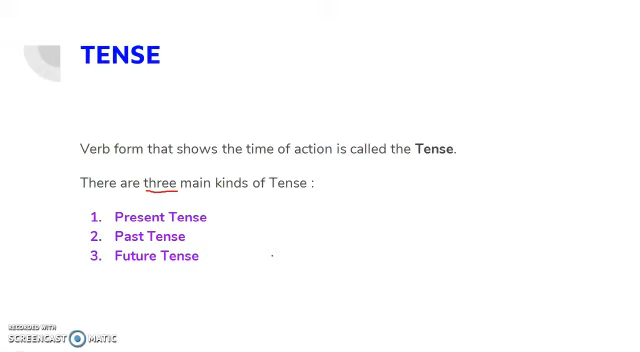 TENSE
Verb form that shows the time of action is called the Tense.
There are three main kinds of Tense :
1. Present Tense
2. Past Tense
3. Future Tense
RECORDED WITH
SCREENCAST MATIC